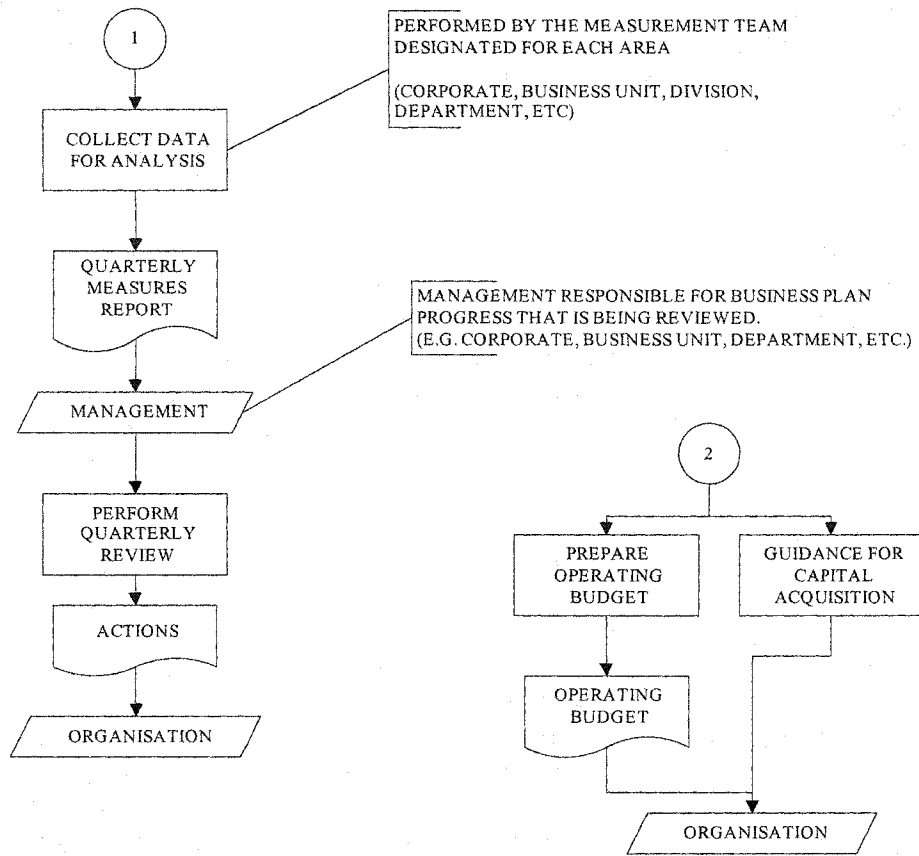 1
PERFORMED BY THE MEASUREMENT TEAM
DESIGNATED FOR EACH AREA
(CORPORATE, BUSINESS UNIT, DIVISION,
DEPARTMENT, ETC)
COLLECT DATA
FOR ANALYSIS
QUARTERLY
MEASURES
REPORT
MANAGEMENT RESPONSIBLE FOR BUSINESS PLAN
PROGRESS THAT IS BEING REVIEWED.
(E.G. CORPORATE, BUSINESS UNIT, DEPARTMENT, ETC.)
MANAGEMENT
PERFORM
QUARTERLY
REVIEW
ACTIONS
ORGANISATION
2
PREPARE
OPERATING
BUDGET
GUIDANCE FOR
CAPITAL
ACQUISITION
OPERATING
BUDGET
ORGANISATION